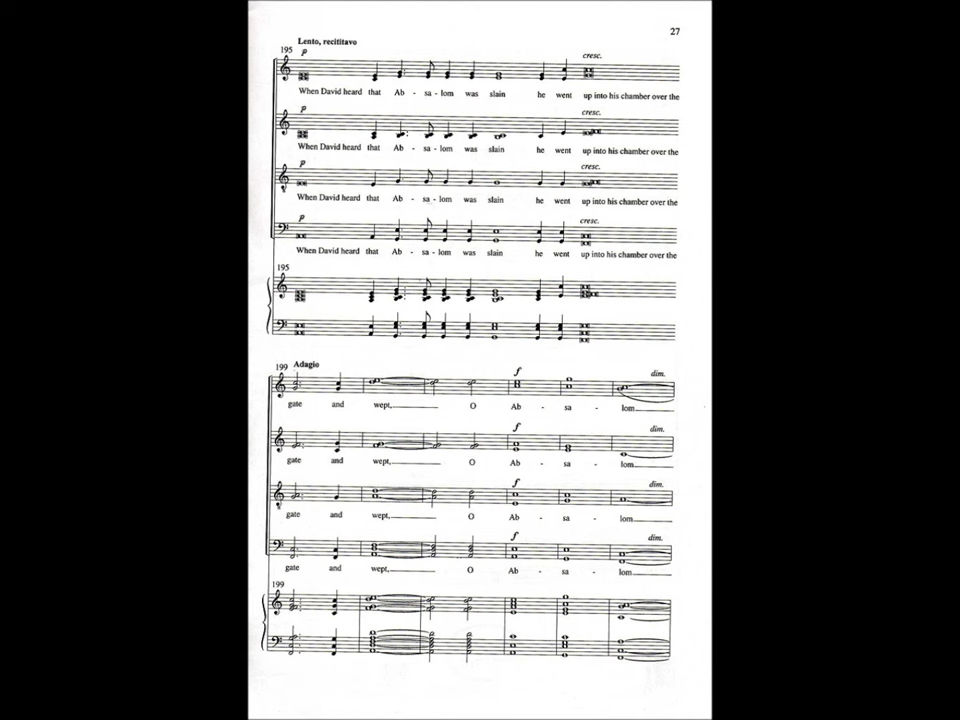 27
Lento, recititavo
195
p
cresc.
When David heard that Ab - sa - lom was slain he went up into his chamber over the
p
cresc.
When David heard that Ab - sa - lom was slain he went up into his chamber over the
p
cresc.
When David heard that Ab - sa - lom was slain he went up into his chamber over the
p
cresc.
When David heard that Ab - sa - lom was slain he went up into his chamber over the
195
199 Adagio
f
dim.
gate and wept, O Ab - sa - lom
f
dim.
gate and wept, O Ab - sa - lom
f
dim.
gate and wept, O Ab - sa - lom
f
dim.
gate and wept, O Ab - sa - lom
199